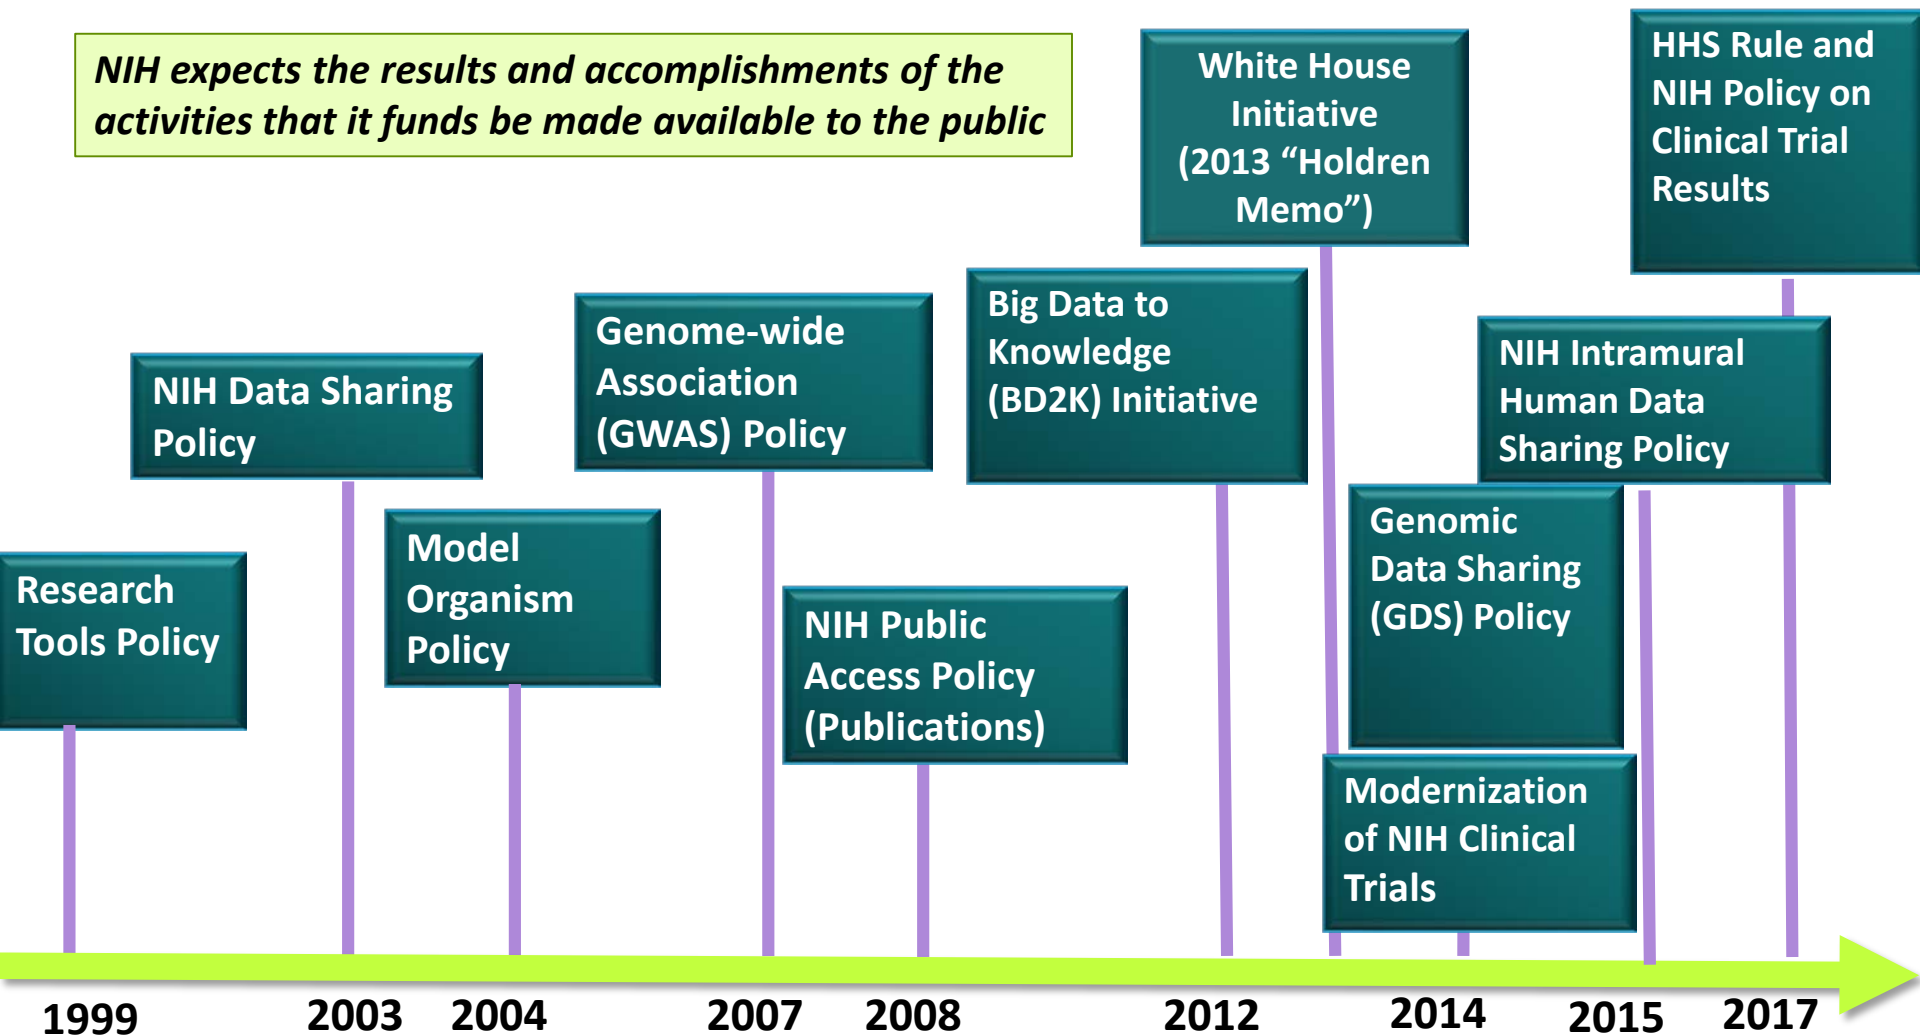 NIH expects the results and accomplishments of the
activities that it funds be made available to the public
White House
Initiative
(2013 “Holdren
Memo”)
HHS Rule and
NIH Policy on
Clinical Trial
Results
NIH Data Sharing
Policy
Genome-wide
Association
(GWAS) Policy
Big Data to
Knowledge
(BD2K) Initiative
NIH Intramural
Human Data
Sharing Policy
Research
Tools Policy
Model
Organism
Policy
NIH Public
Access Policy
(Publications)
Genomic
Data Sharing
(GDS) Policy
Modernization
of NIH Clinical
Trials
1999 2003 2004 2007 2008 2012 2014 2015 2017